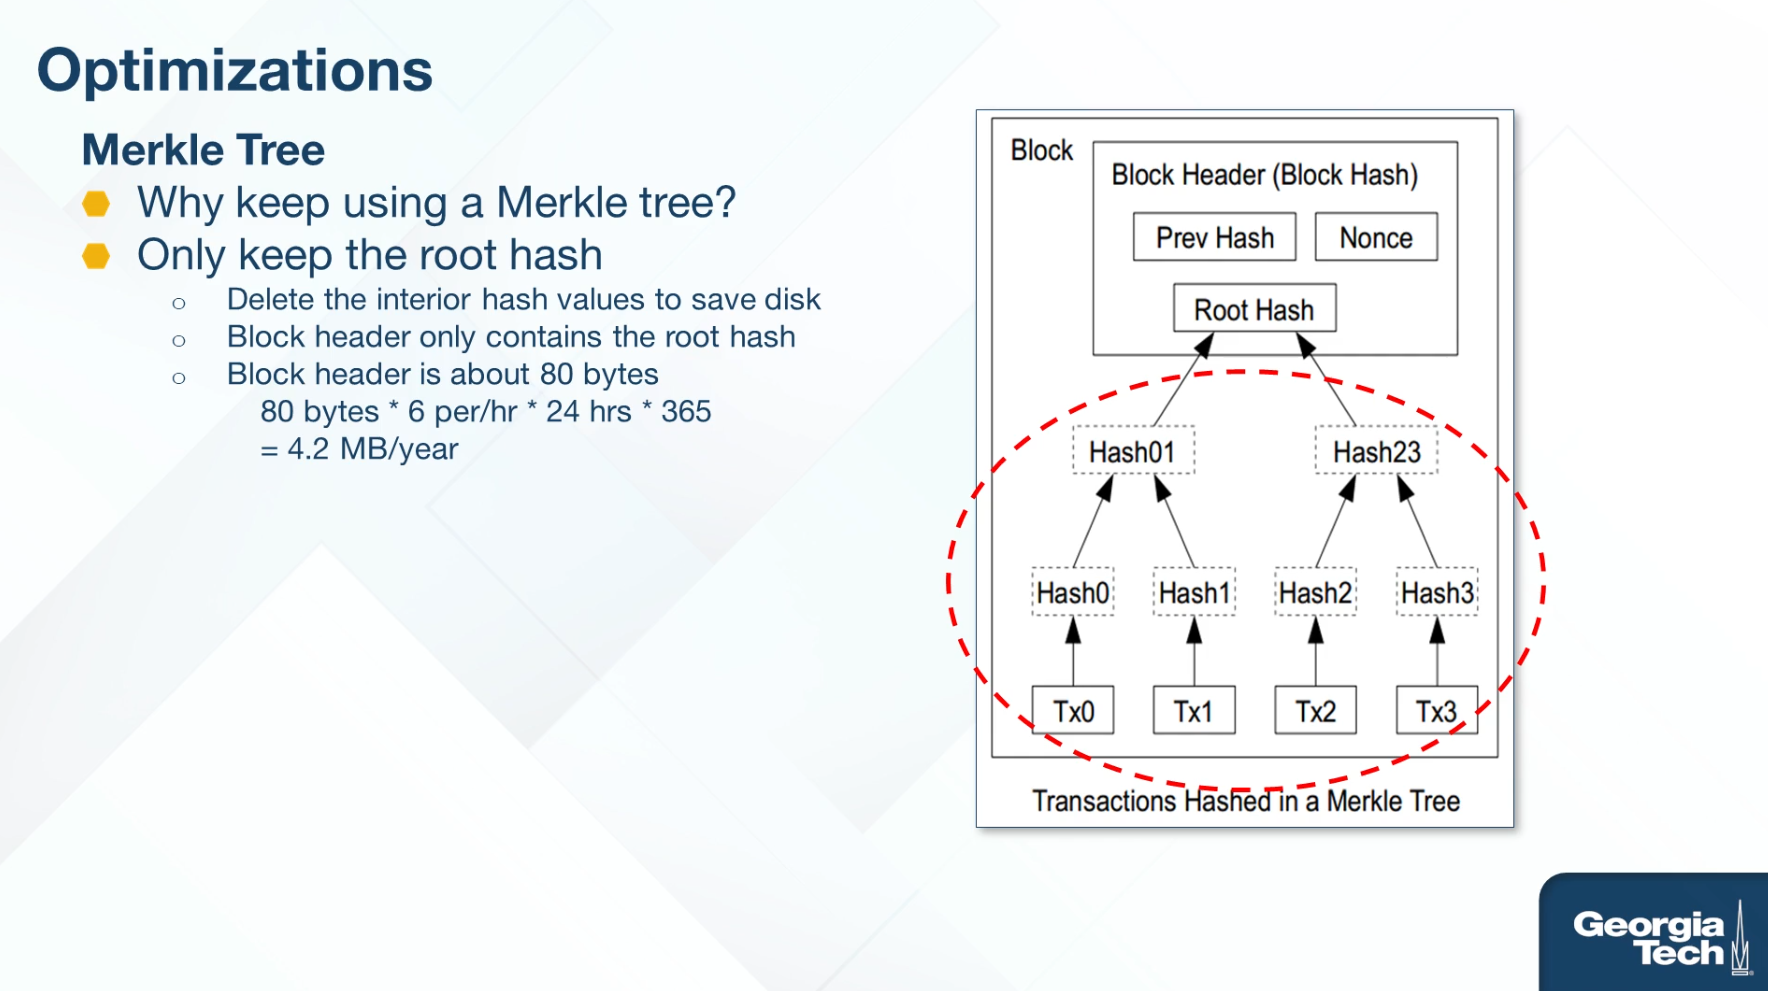 Optimizations
Merkle Tree
Why keep using a Merkle tree?
Only keep the root hash
Delete the interior hash values to save disk
Block header only contains the root hash
Block header is about 80 bytes
80 bytes * 6 per/hr * 24 hrs * 365
= 4.2 MB/year
Block
Block Header (Block Hash)
Prev Hash
Nonce
Root Hash
Hash01
Hash23
Hash0
Hash1
Hash2
Hash3
Tx0
Tx1
Tx2
Tx3
Transactions Hashed in a Merkle Tree
Georgia
Tech